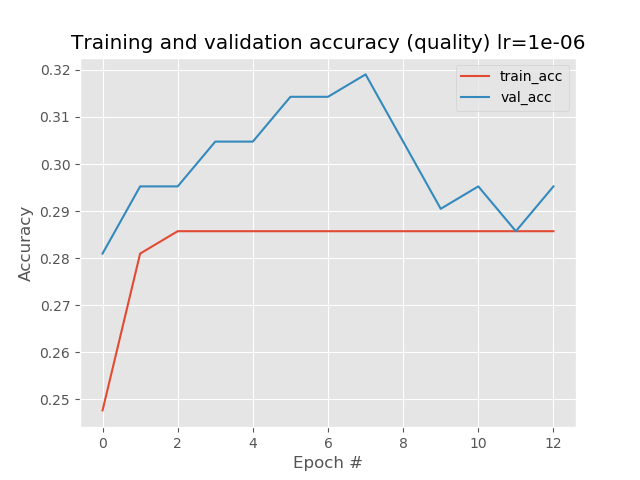 Training and validation accuracy (quality) lr=1e-06
train_acc
val_acc
0.32
0.31
0.30
0.29
0.28
0.27
0.26
0.25
Accuracy
0 2 4 6 8 10 12
Epoch #